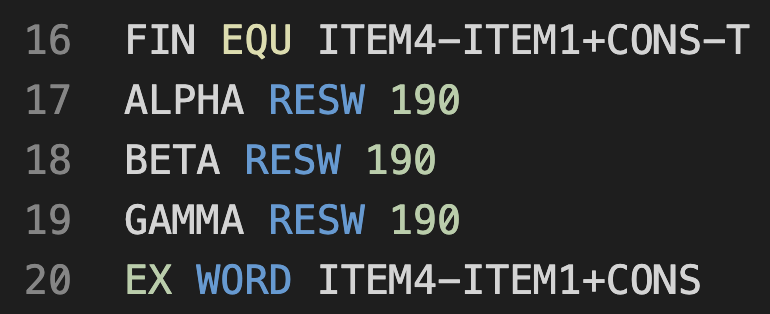 16 FIN EQU ITEM4-ITEM1+CONS-T
17 ALPHA RESW 190
18 BETA RESW 190
19 GAMMA RESW 190
20 EX WORD ITEM4-ITEM1+CONS